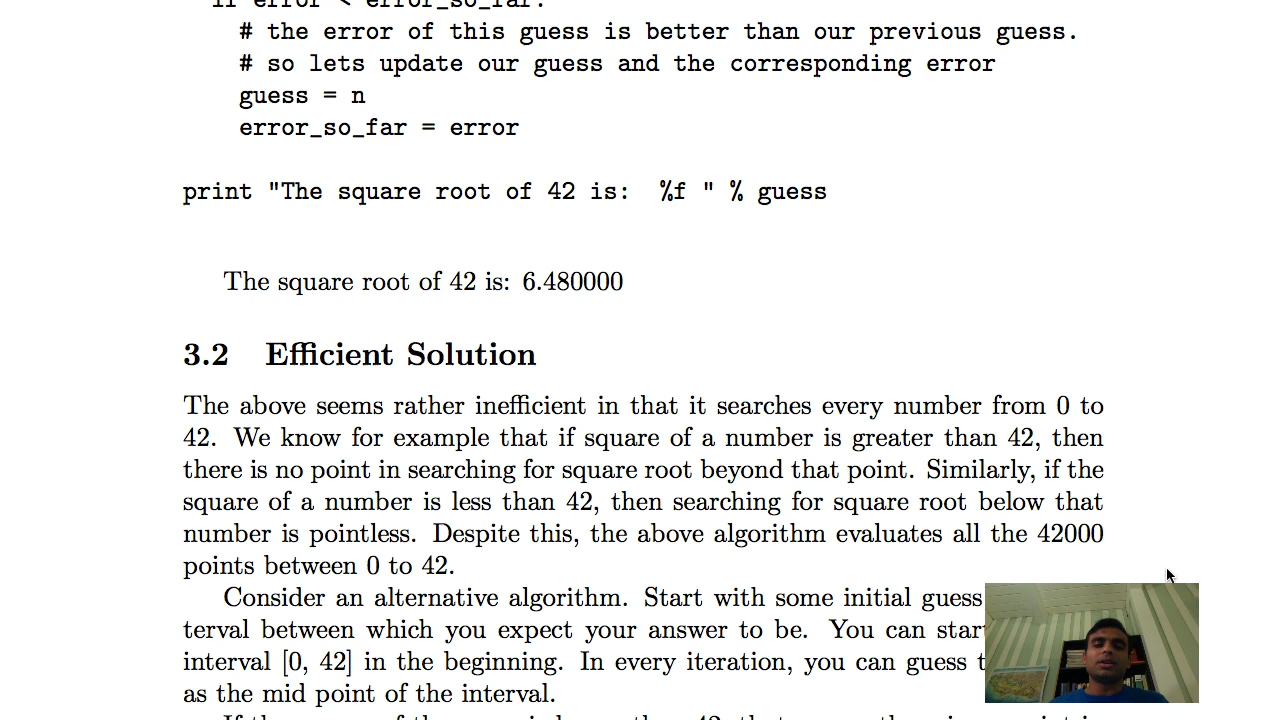 if error < error_so_far:
# the error of this guess is better than our previous guess.
# so lets update our guess and the corresponding error
guess = n
error_so_far = error
print "The square root of 42 is:  %f " % guess
The square root of 42 is: 6.480000
3.2 Efficient Solution
The above seems rather inefficient in that it searches every number from 0 to
42. We know for example that if square of a number is greater than 42, then
there is no point in searching for square root beyond that point. Similarly, if the
square of a number is less than 42, then searching for square root below that
number is pointless. Despite this, the above algorithm evaluates all the 42000
points between 0 to 42.
Consider an alternative algorithm. Start with some initial guess
terval between which you expect your answer to be. You can star
interval [0, 42] in the beginning. In every iteration, you can guess t
as the mid point of the interval.